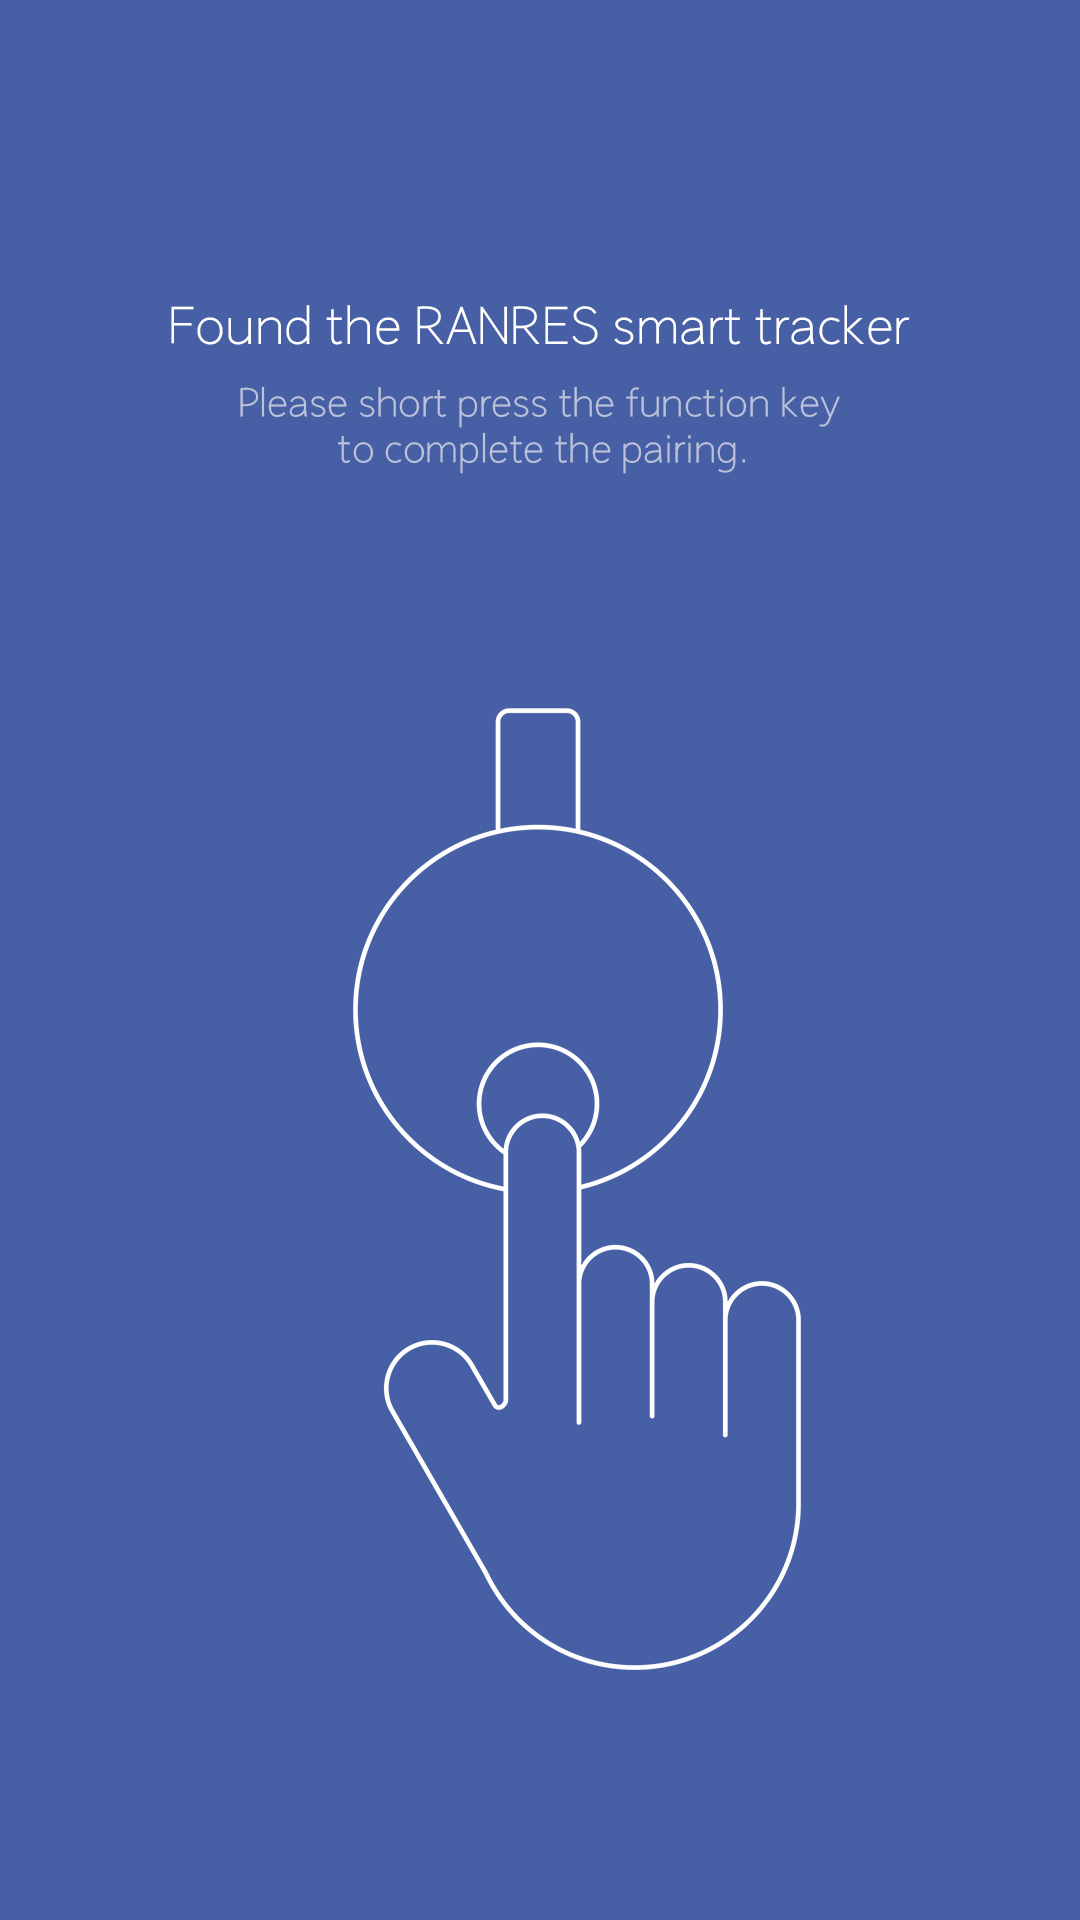 Found the RANRES smart tracker
Please short press the function key
to complete the pairing.